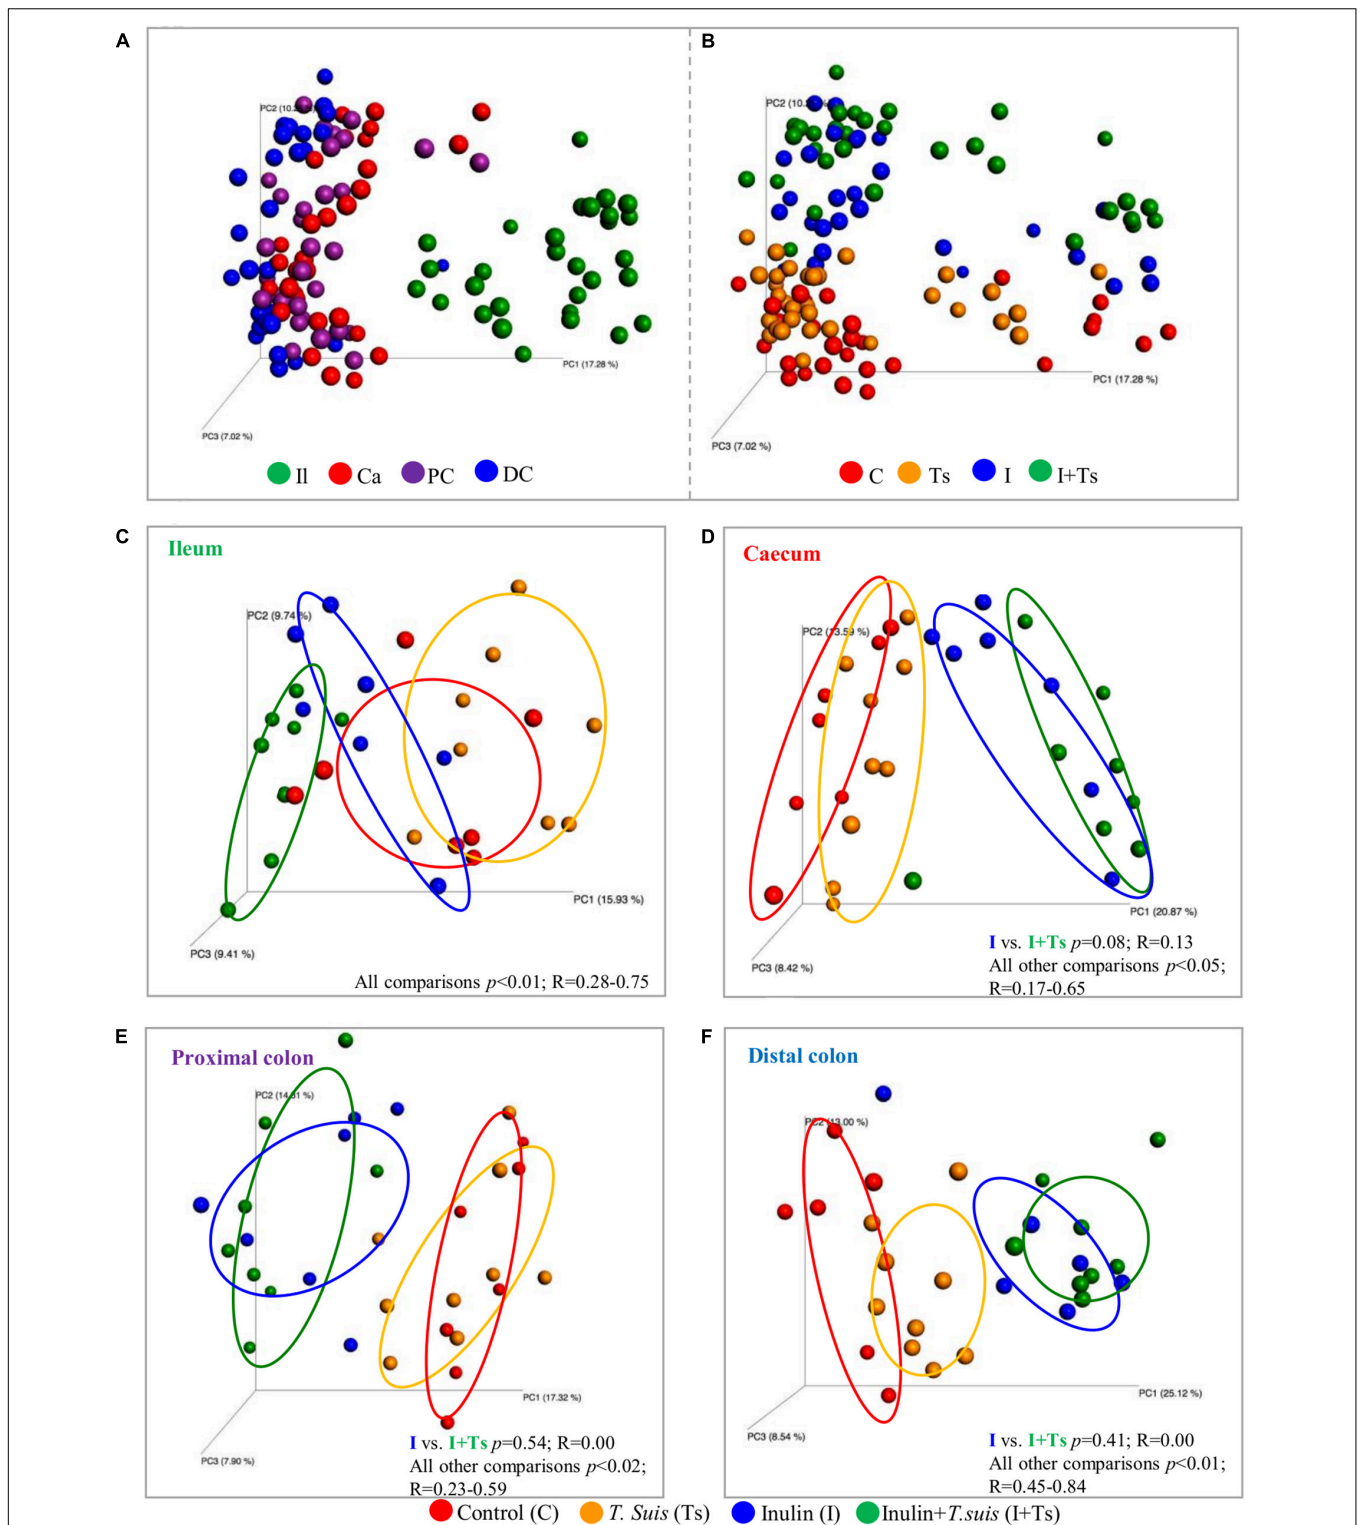 A
B
PC2 (10.
PC2 (10.
PC1 (17.28 %)
PC1 (17.28 %)
PC3 (7.02 %)
PC3 (7.02 %)
Il Ca PC DC
C Ts I I+Ts
C
Ileum
PC2 (9.74 %)
PC1 (15.93 %)
PC3 (9.41 %)
All comparisons p<0.01; R=0.28-0.75
D
Caecum
PC2 (13.59 %)
PC1 (20.87 %)
PC3 (8.42 %)
I vs. I+Ts p=0.08; R=0.13
All other comparisons p<0.05;
R=0.17-0.65
E
Proximal colon
PC2 (14.31 %)
PC1 (17.32 %)
PC3 (7.90 %)
I vs. I+Ts p=0.54; R=0.00
All other comparisons p<0.02;
R=0.23-0.59
F
Distal colon
PC2 (13.00 %)
PC1 (25.12 %)
PC3 (8.54 %)
I vs. I+Ts p=0.41; R=0.00
All other comparisons p<0.01;
R=0.45-0.84
Control (C) T. Suis (Ts) Inulin (I) Inulin+T.suis (I+Ts)